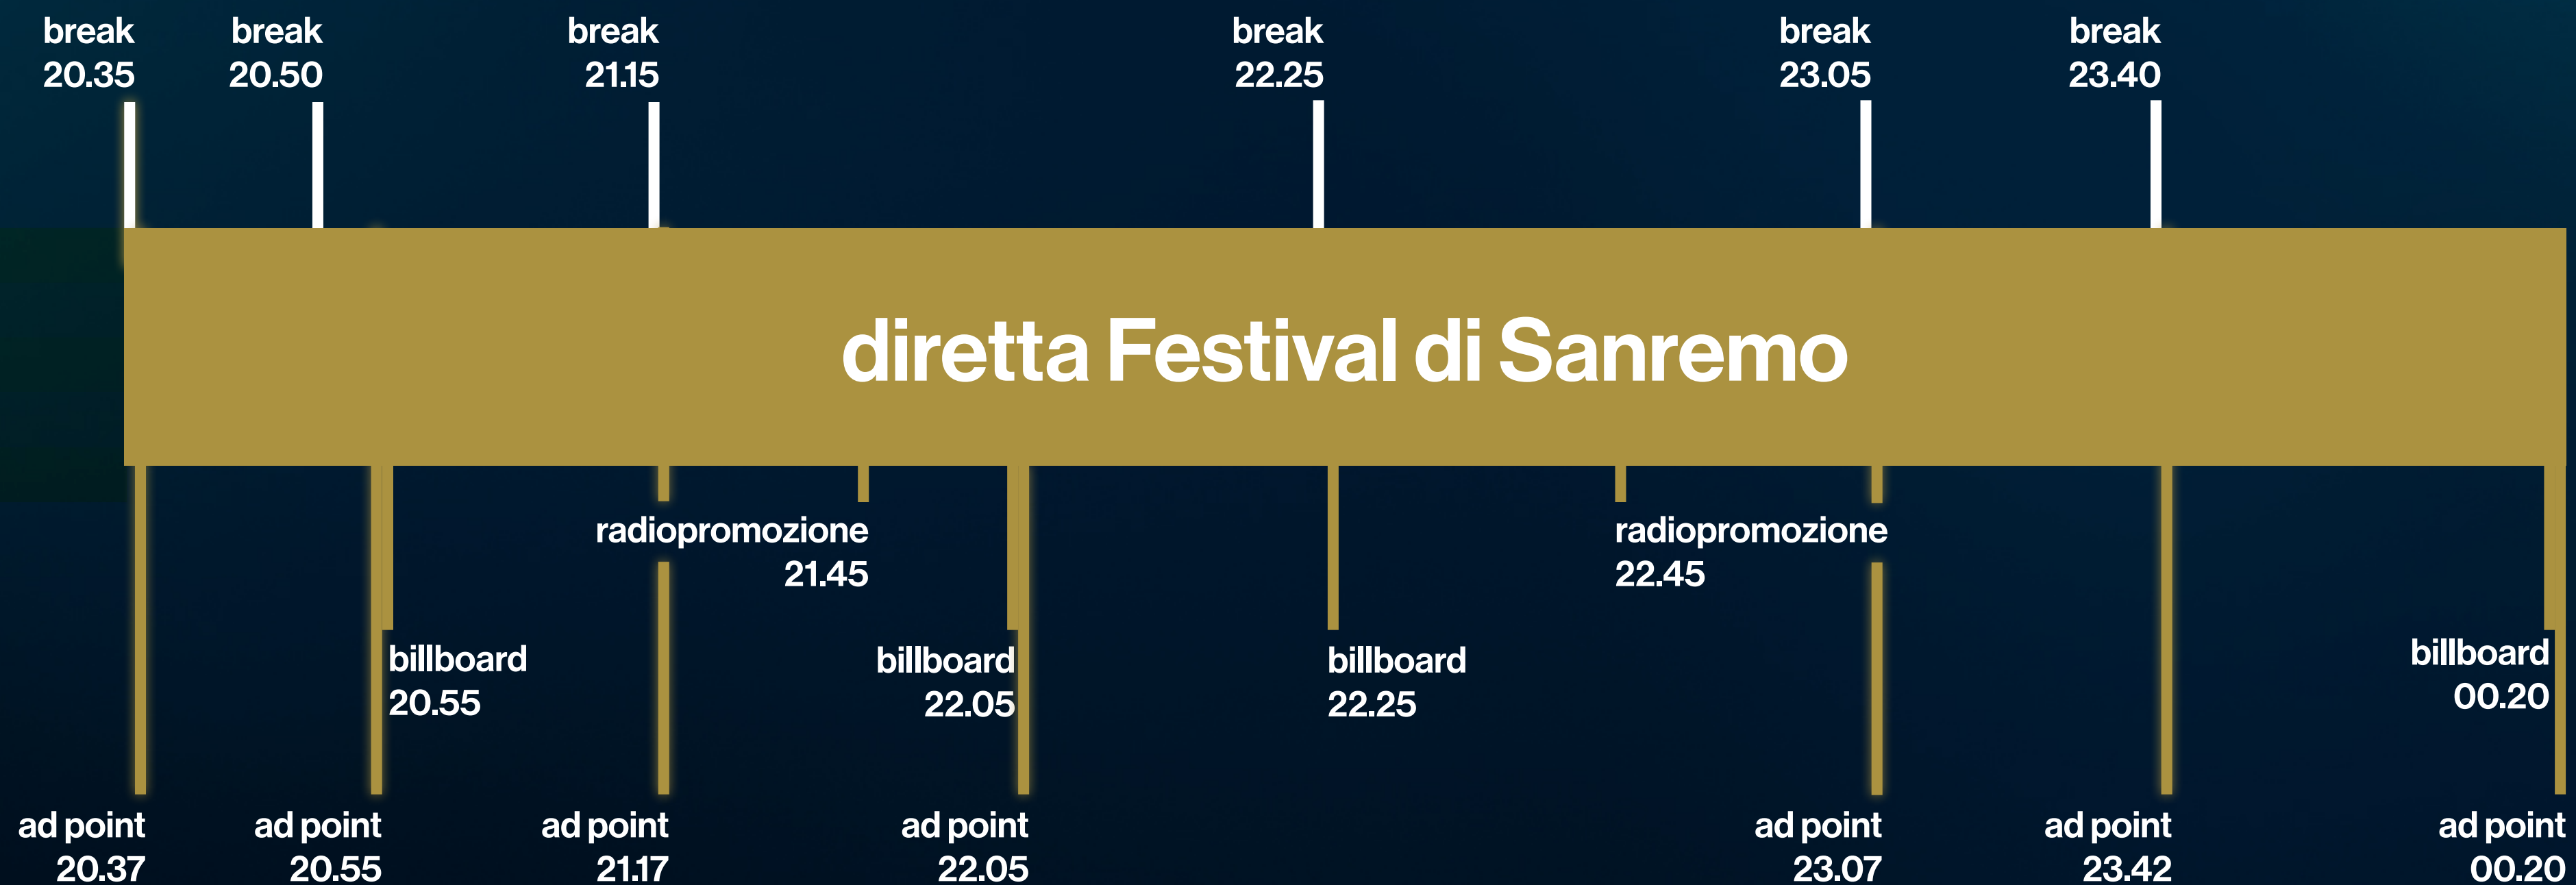 break
20.35
break
20.50
break
21.15
break
22.25
break
23.05
break
23.40
diretta Festival di Sanremo
radiopromozione
21.45
radiopromozione
22.45
billboard
20.55
billboard
22.05
billboard
22.25
billboard
00.20
ad point
20.37
ad point
20.55
ad point
21.17
ad point
22.05
ad point
23.07
ad point
23.42
ad point
00.20